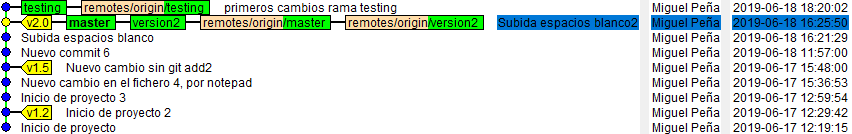 testing remotes/origin/testing primeros cambios rama testing Miguel Peña 2019-06-18 18:20:02
v2.0 master version2 remotes/origin/master remotes/origin/version2 Subida espacios blanco2 Miguel Peña 2019-06-18 16:25:50
Subida espacios blanco Miguel Peña 2019-06-18 16:21:29
Nuevo commit 6 Miguel Peña 2019-06-18 11:57:00
v1.5 Nuevo cambio sin git add2 Miguel Peña 2019-06-17 15:48:00
Nuevo cambio en el fichero 4, por notepad Miguel Peña 2019-06-17 15:36:53
Inicio de proyecto 3 Miguel Peña 2019-06-17 12:59:54
v1.2 Inicio de proyecto 2 Miguel Peña 2019-06-17 12:29:42
Inicio de proyecto Miguel Peña 2019-06-17 12:19:15